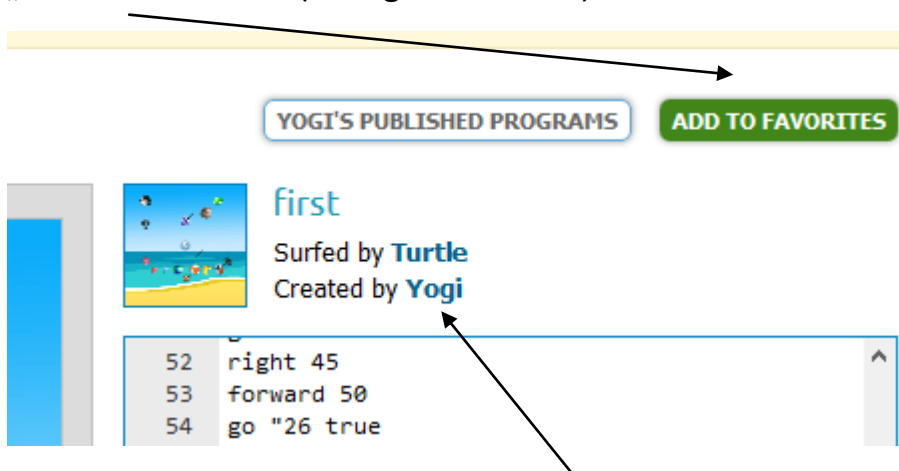 YOGI'S PUBLISHED PROGRAMS ADD TO FAVORITES
first
Surfed by Turtle
Created by Yogi
52 right 45
53 forward 50
54 go "26 true